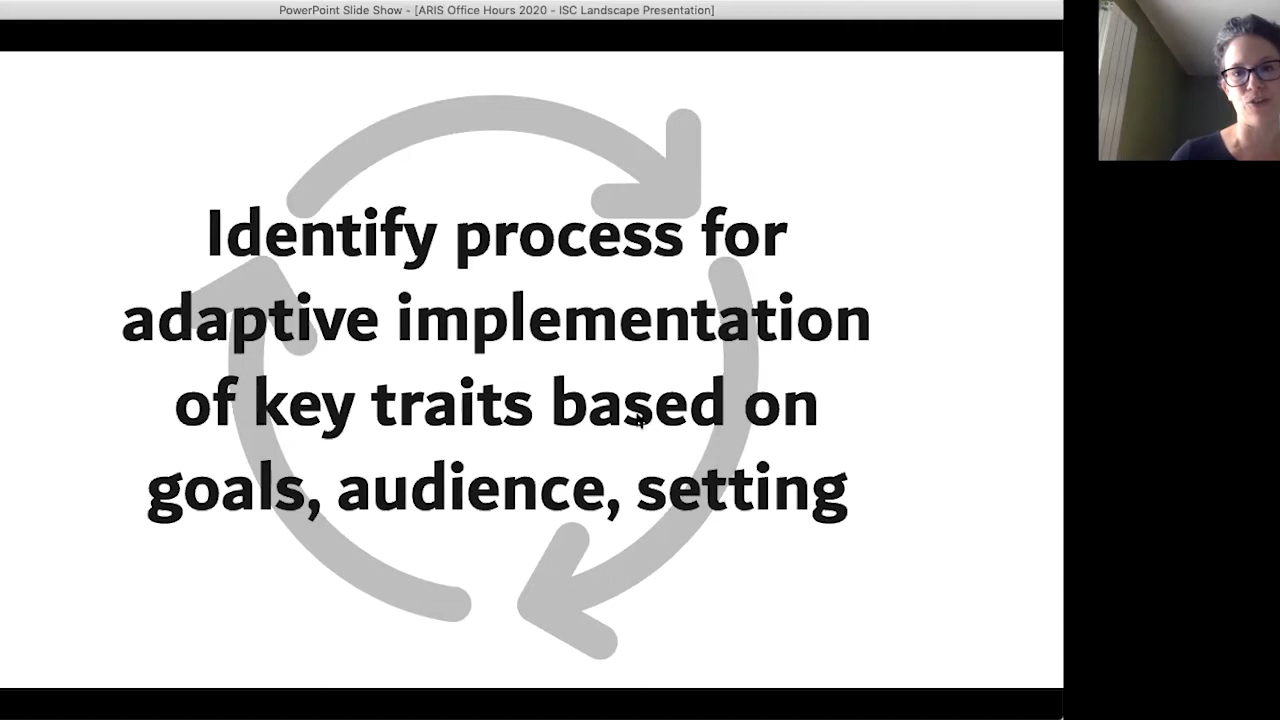 PowerPoint Slide Show - [ARIS Office Hours 2020 - ISC Landscape Presentation]
Identify process for
adaptive implementation
of key traits based on
goals, audience, setting